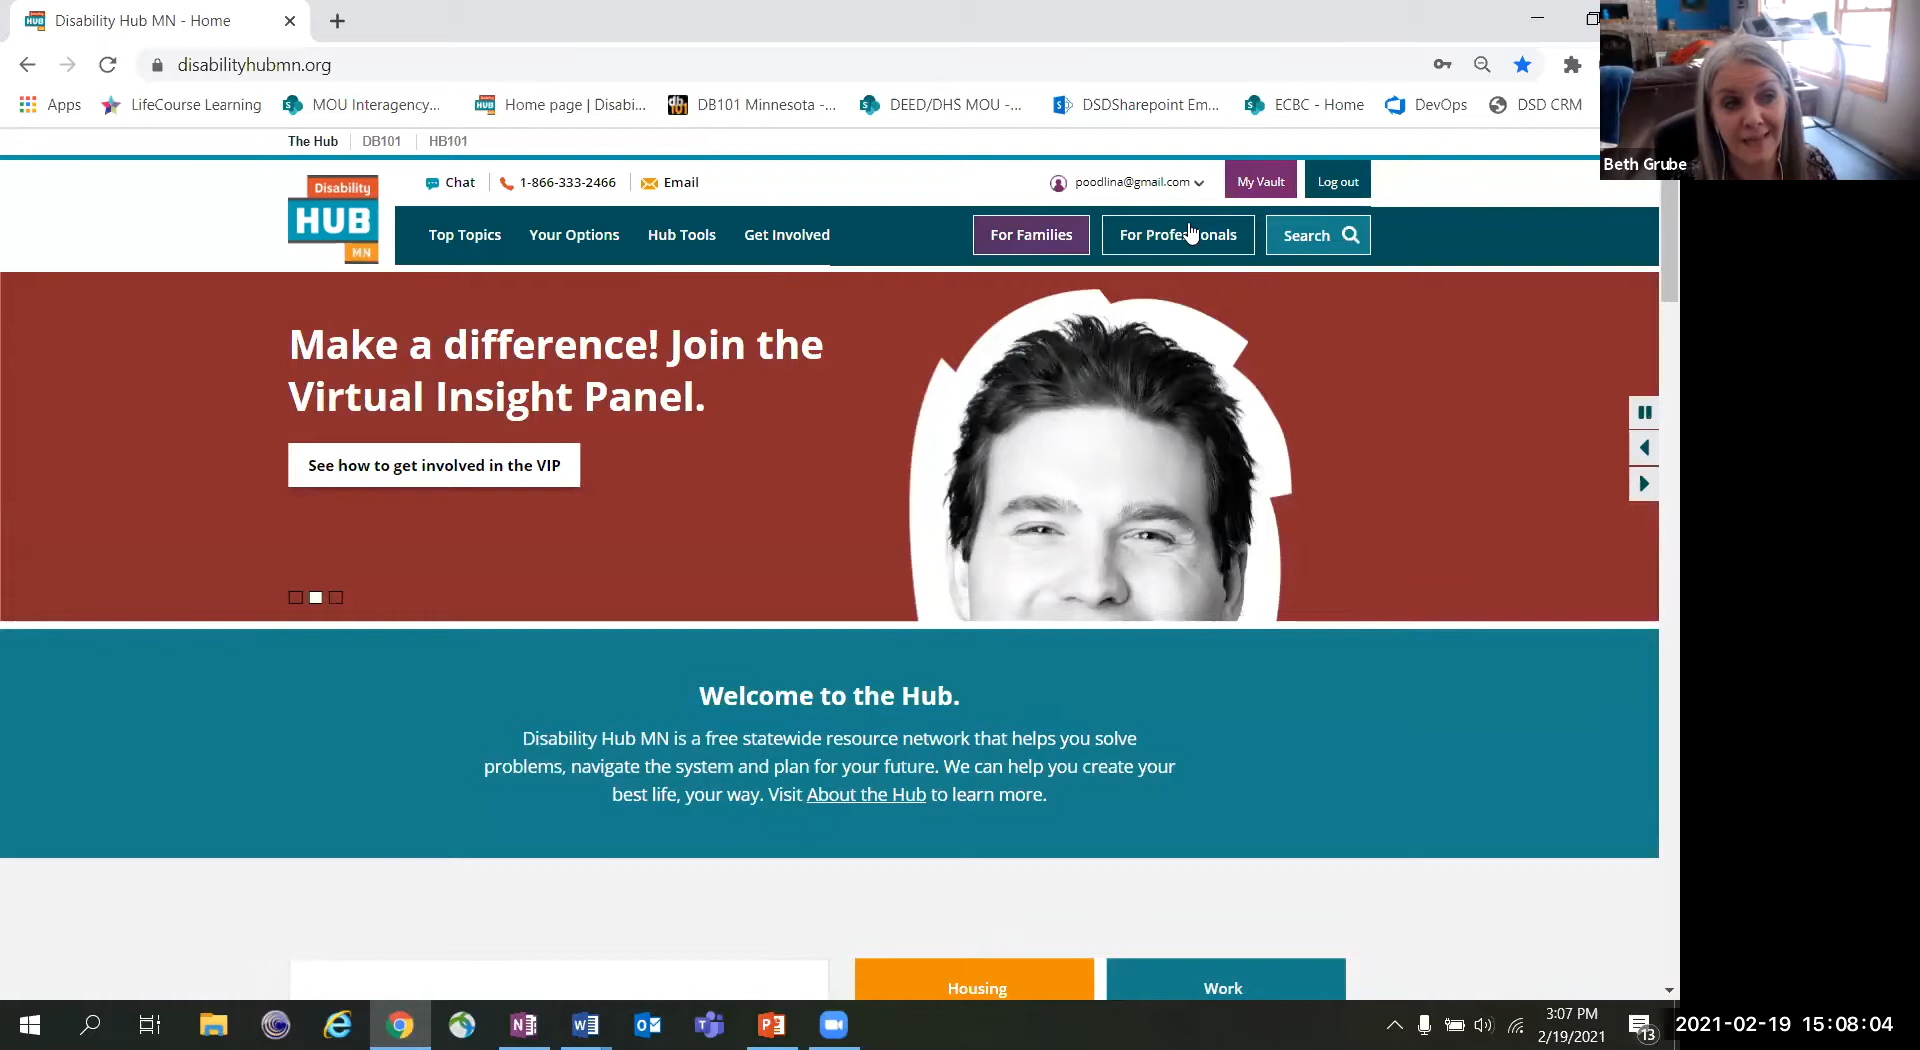 Disability Hub MN - Home
disabilityhubmn.org
Apps
LifeCourse Learning
MOU Interagency...
Home page | Disabi...
DB101 Minnesota -...
DEED/DHS MOU -...
DSDSharepoint Em...
ECBC - Home
DevOps
DSD CRM
Beth Grube
The Hub
DB101
HB101
Disability
HUB
MN
Chat
1-866-333-2466
Email
poodlina@gmail.com
My Vault
Log out
Top Topics
Your Options
Hub Tools
Get Involved
For Families
For Professionals
Search
Make a difference! Join the
Virtual Insight Panel.
See how to get involved in the VIP
Welcome to the Hub.
Disability Hub MN is a free statewide resource network that helps you solve
problems, navigate the system and plan for your future. We can help you create your
best life, your way. Visit About the Hub to learn more.
Housing
Work
3:07 PM
2/19/2021
13
2021-02-19 15:08:04